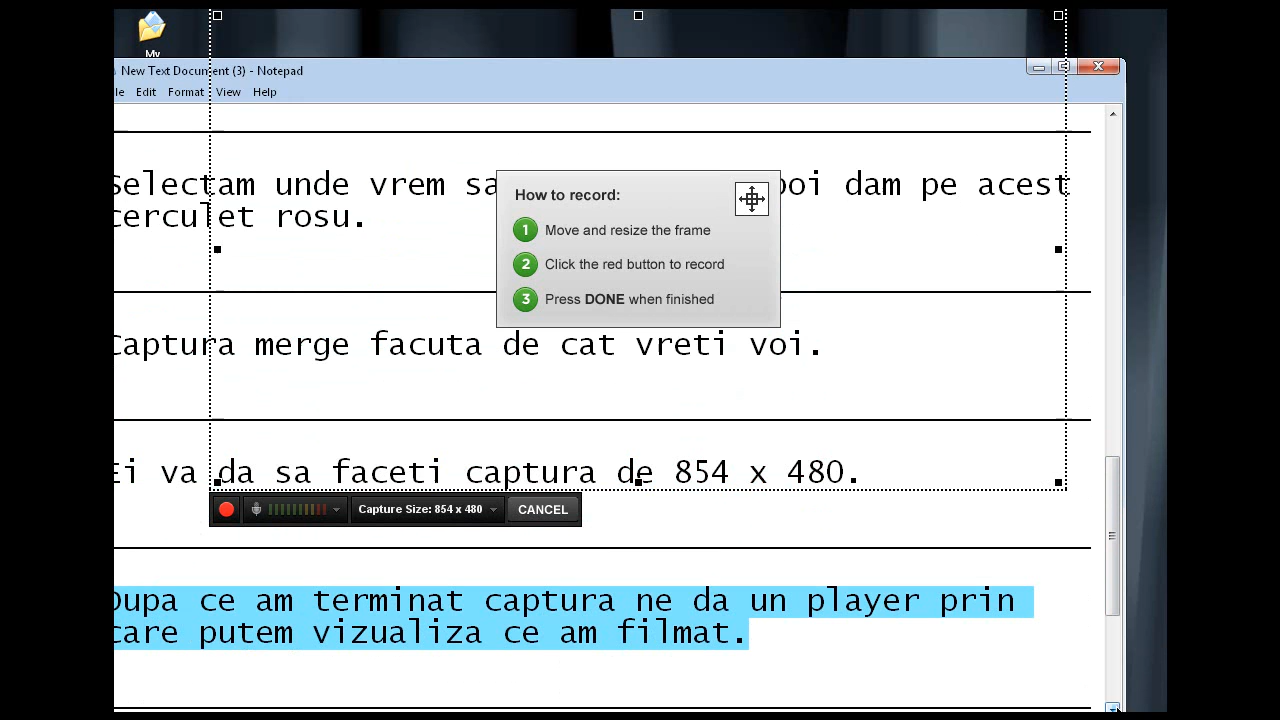 My
New Text Document (3) - Notepad
le Edit Format View Help
Selectam unde vrem sa poi dam pe acest
cerculet rosu.
How to record:
1 Move and resize the frame
2 Click the red button to record
3 Press DONE when finished
Captura merge facuta de cat vreti voi.
Ei va da sa faceti captura de 854 x 480.
Capture Size: 854 x 480 CANCEL
Dupa ce am terminat captura ne da un player prin
care putem vizualiza ce am filmat.